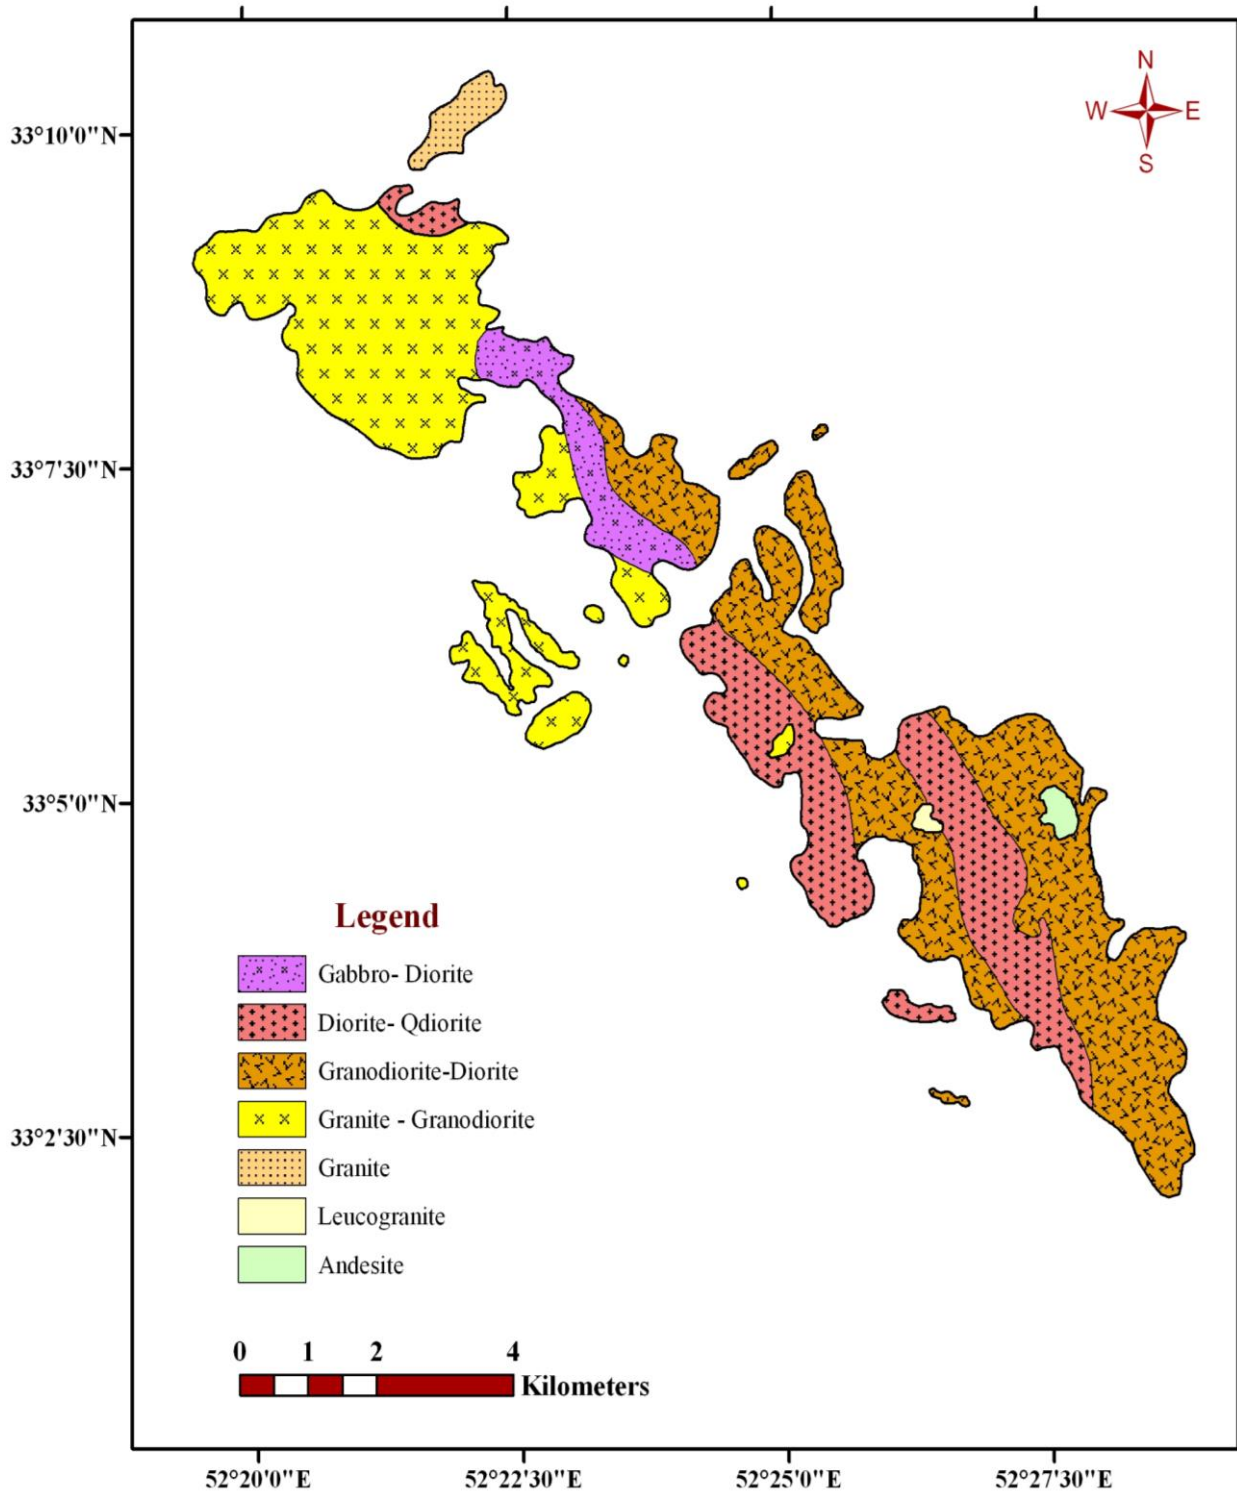 N
W E
S
33°10'0"N
33°7'30"N
33°5'0"N
33°2'30"N
Legend
Gabbro- Diorite
Diorite- Qdiorite
Granodiorite-Diorite
Granite - Granodiorite
Granite
Leucogranite
Andesite
0 1 2 4
Kilometers
52°20'0"E 52°22'30"E 52°25'0"E 52°27'30"E